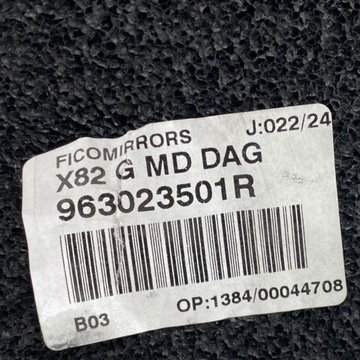 FICOMIRRORS J:022/24
X82 G MD DAG
963023501R
B03 OP:1384/00044708